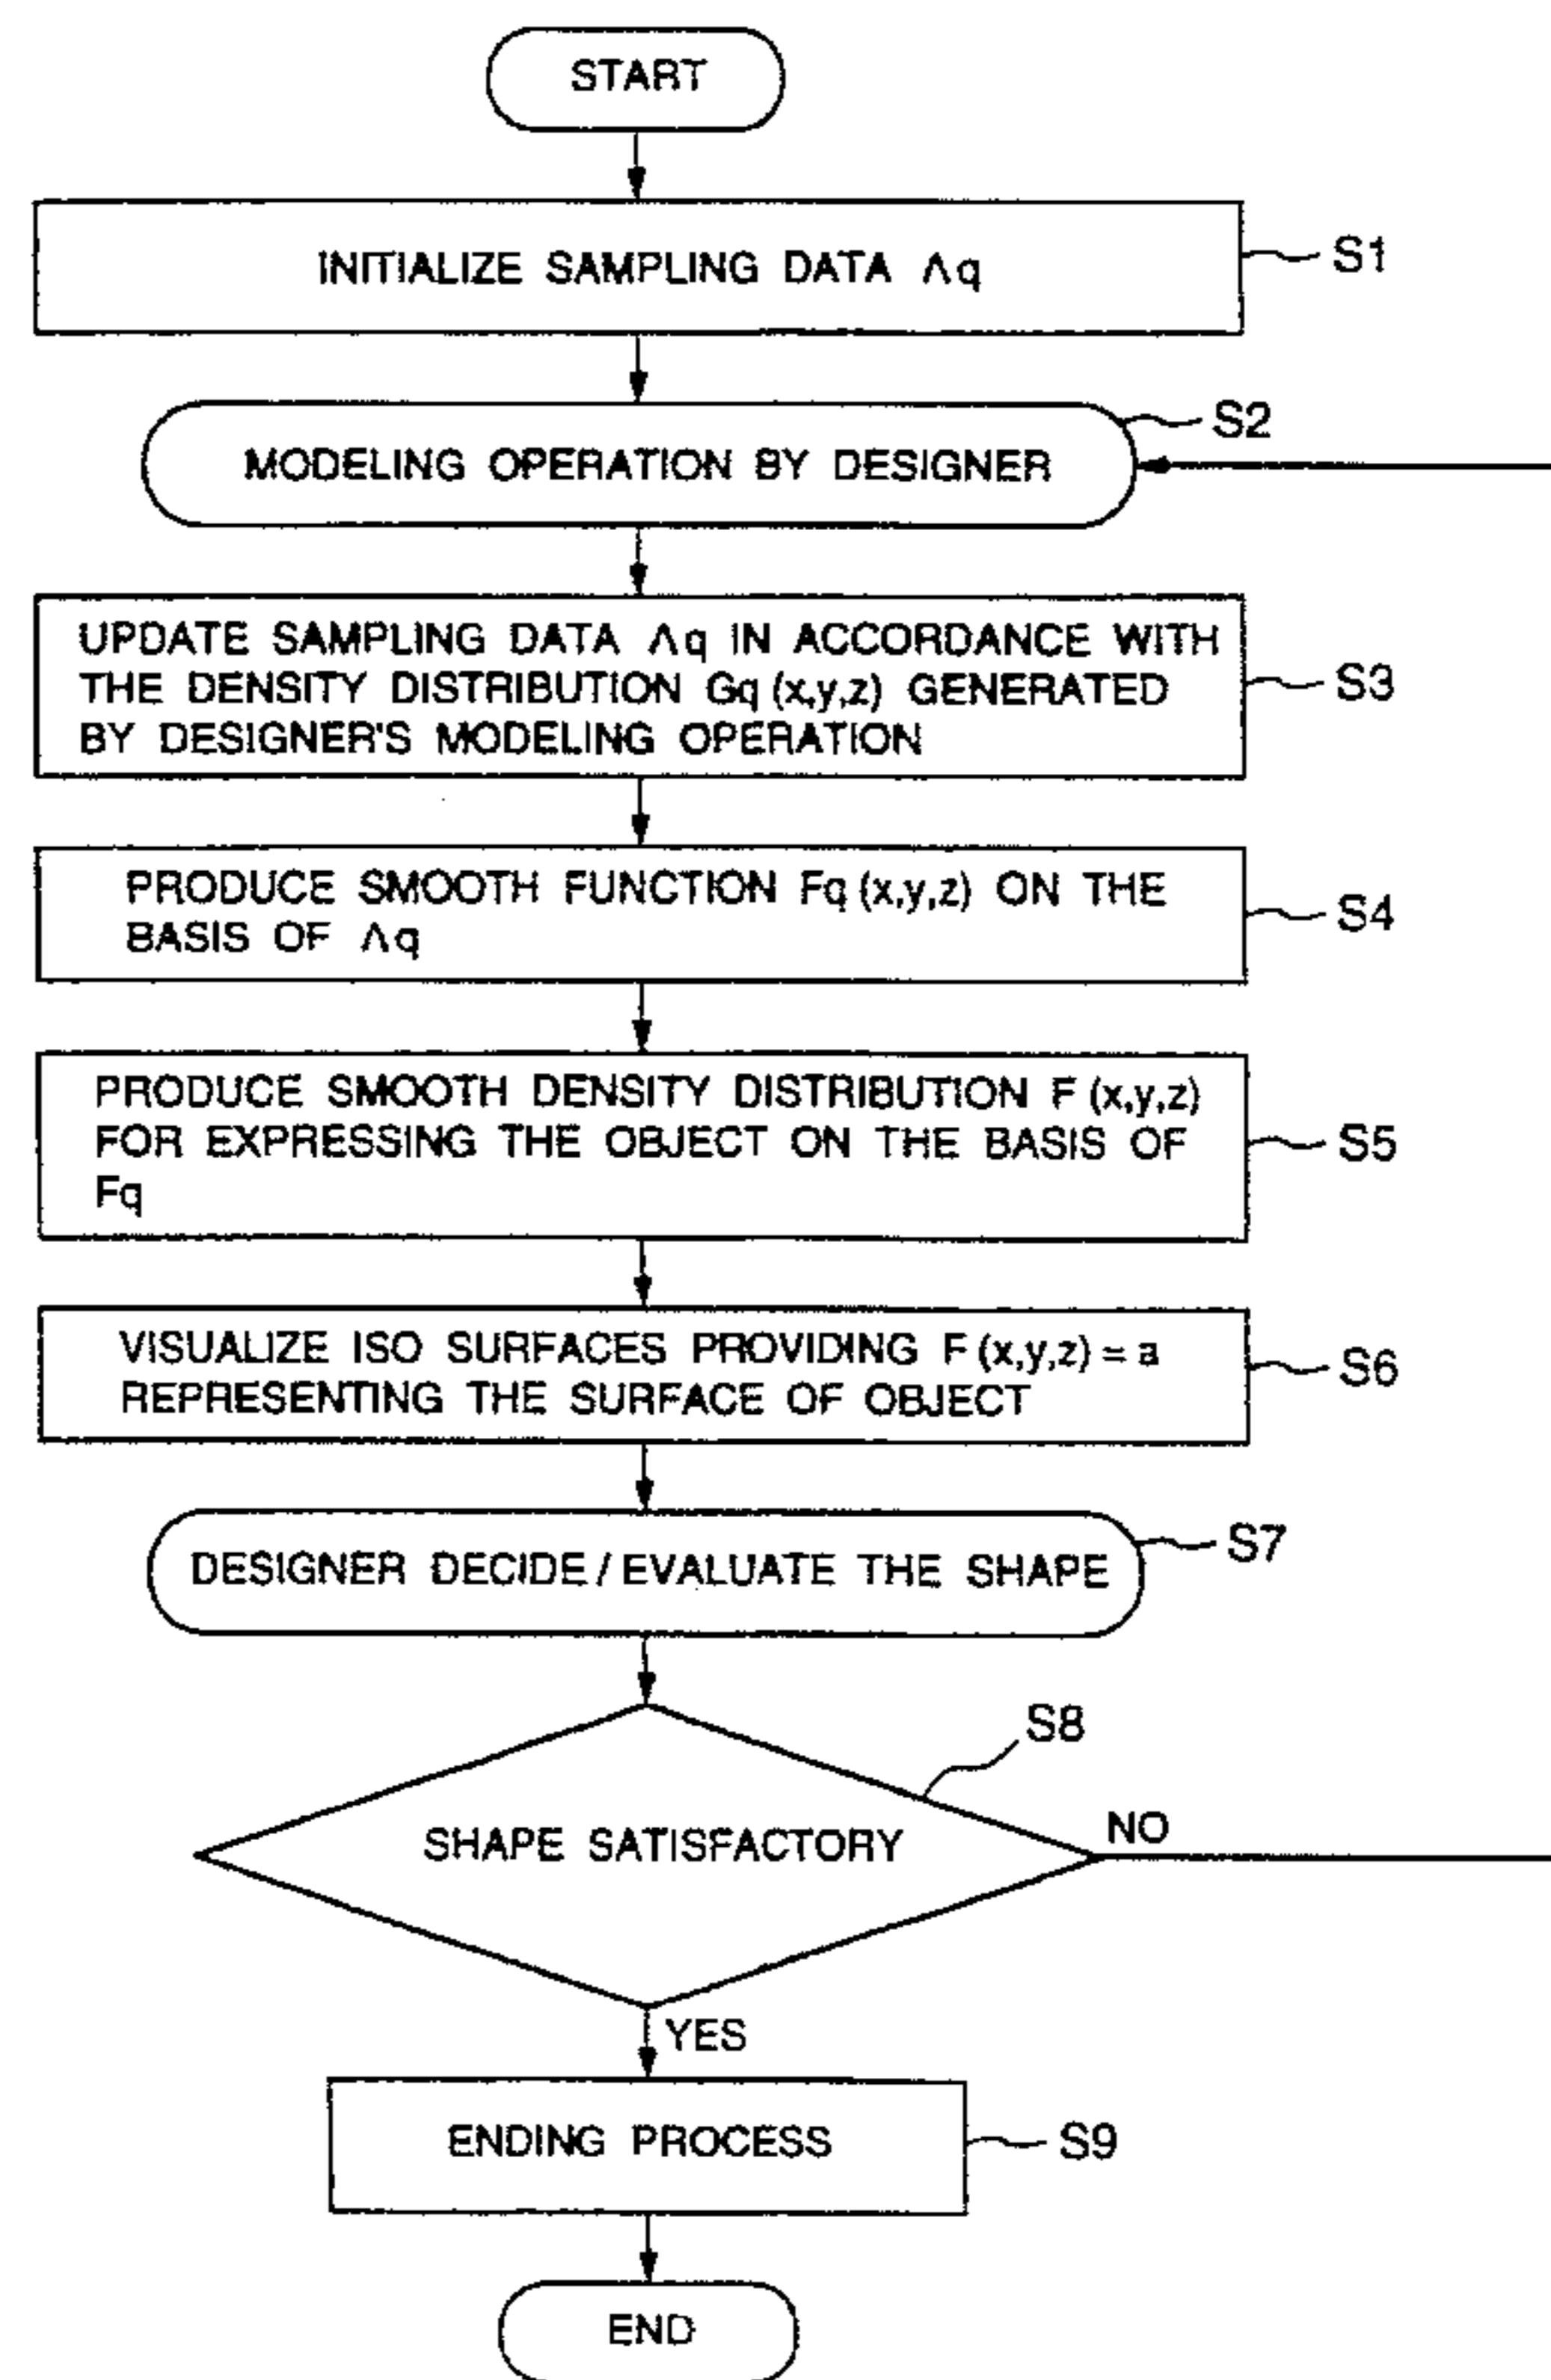 START
INITIALIZE SAMPLING DATA Λq
S1
S2
MODELING OPERATION BY DESIGNER
UPDATE SAMPLING DATA Λq IN ACCORDANCE WITH
THE DENSITY DISTRIBUTION Gq (x,y,z) GENERATED
BY DESIGNER'S MODELING OPERATION
S3
PRODUCE SMOOTH FUNCTION Fq (x,y,z) ON THE
BASIS OF Λq
S4
PRODUCE SMOOTH DENSITY DISTRIBUTION F (x,y,z)
FOR EXPRESSING THE OBJECT ON THE BASIS OF
Fq
S5
VISUALIZE ISO SURFACES PROVIDING F (x,y,z) = a
REPRESENTING THE SURFACE OF OBJECT
S6
DESIGNER DECIDE / EVALUATE THE SHAPE
S7
S8
SHAPE SATISFACTORY
NO
YES
ENDING PROCESS
S9
END